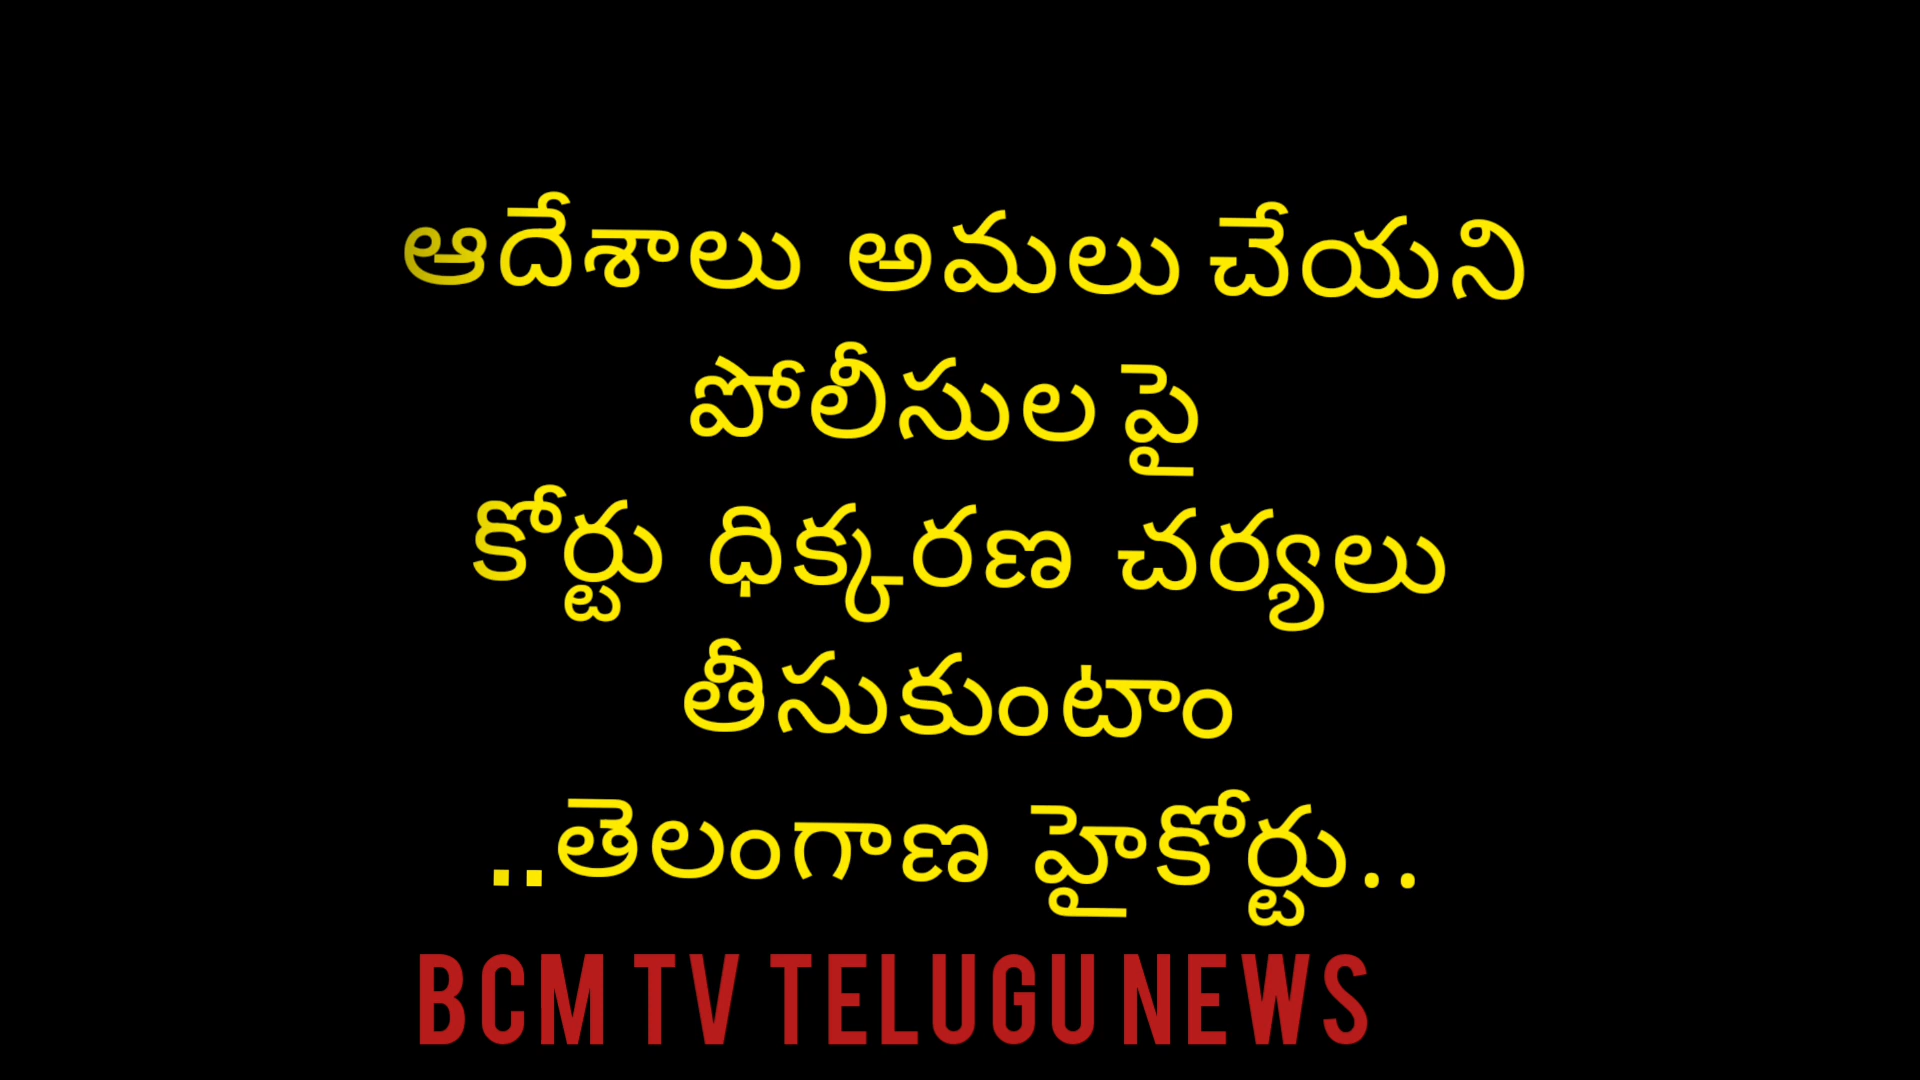 ఆదేశాలు అమలు చేయని
పోలీసుల పై
కోర్టు ధిక్కరణ చర్యలు
తీసుకుంటాం
..తెలంగాణ హైకోర్టు..
BCM TV TELUGU NEWS